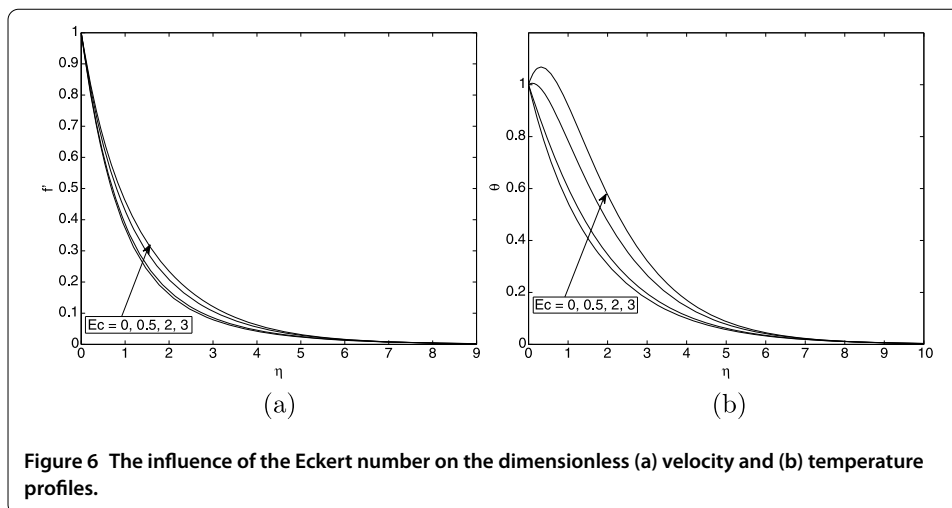 1
0.9
0.8
0.7
0.6
0.5
0.4
0.3
0.2
0.1
0
f'
Ec = 0, 0.5, 2, 3
0 1 2 3 4 5 6 7 8 9
η
(a)
1
0.8
0.6
0.4
0.2
0
θ
Ec = 0, 0.5, 2, 3
0 1 2 3 4 5 6 7 8 9 10
η
(b)
Figure 6 The influence of the Eckert number on the dimensionless (a) velocity and (b) temperature
profiles.